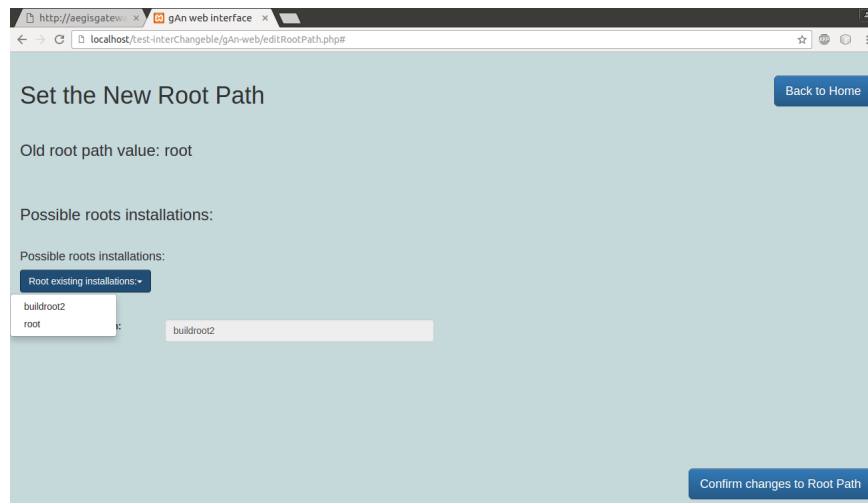 http://aegisgatewa
gAn web interface
localhost/test-interChangeble/gAn-web/editRootPath.php#
Set the New Root Path
Back to Home
Old root path value: root
Possible roots installations:
Possible roots installations:
Root existing installations:
buildroot2
root
buildroot2
Confirm changes to Root Path